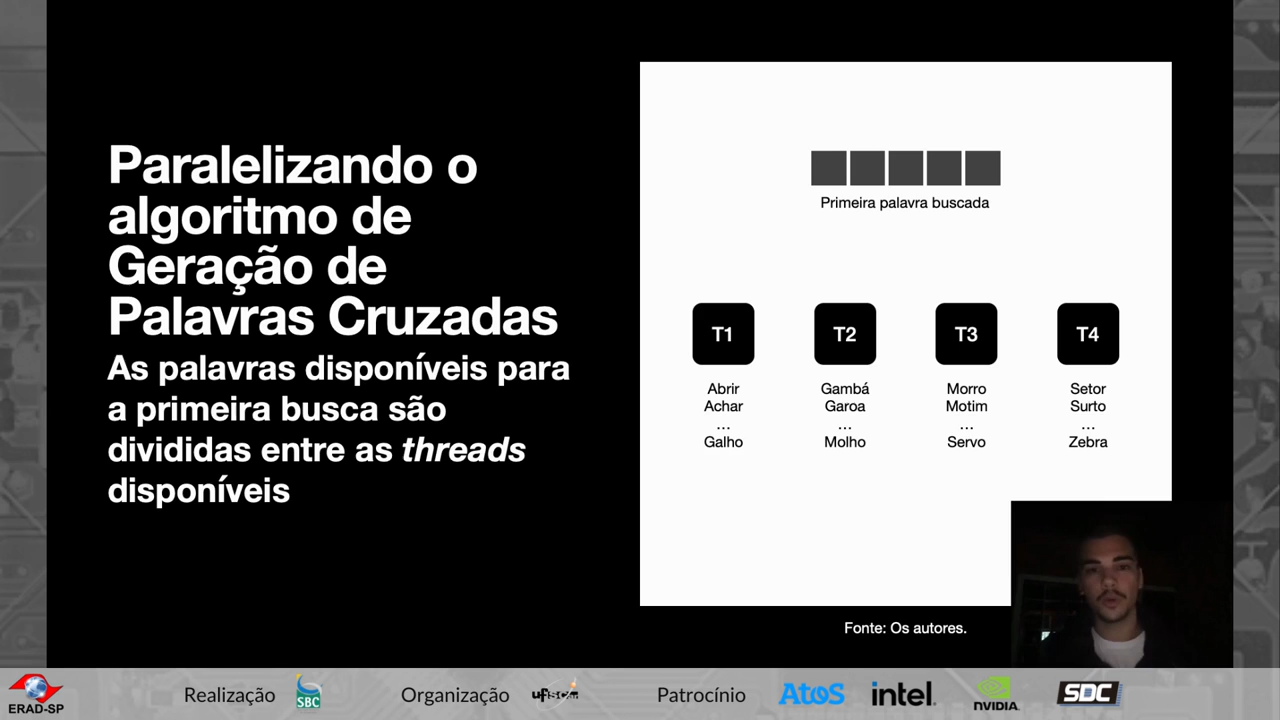 Paralelizando o
algoritmo de
Geração de
Palavras Cruzadas
As palavras disponíveis para
a primeira busca são
divididas entre as threads
disponíveis
Primeira palavra buscada
T1 T2 T3 T4
Abrir Gambá Morro Setor
Achar Garoa Motim Surto
... ... ... ...
Galho Molho Servo Zebra
Fonte: Os autores.
ERAD-SP
Realização
SBC
Organização
ufscar
Patrocínio
Atos
intel.
NVIDIA.
SDC